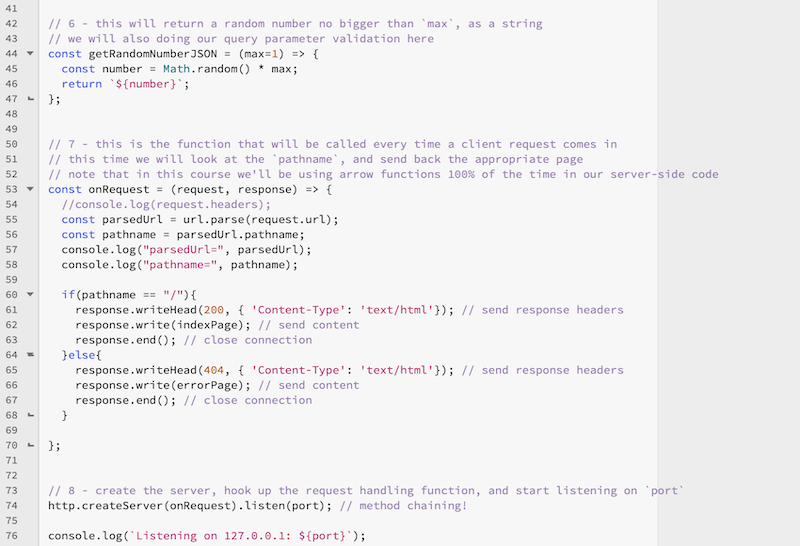 41
42 // 6 - this will return a random number no bigger than `max`, as a string
43 // we will also doing our query parameter validation here
44 const getRandomNumberJSON = (max=1) => {
45 const number = Math.random() * max;
46 return `${number}`;
47 };
48
49
50 // 7 - this is the function that will be called every time a client request comes in
51 // this time we will look at the `pathname`, and send back the appropriate page
52 // note that in this course we'll be using arrow functions 100% of the time in our server-side code
53 const onRequest = (request, response) => {
54 //console.log(request.headers);
55 const parsedUrl = url.parse(request.url);
56 const pathname = parsedUrl.pathname;
57 console.log("parsedUrl=", parsedUrl);
58 console.log("pathname=", pathname);
59
60 if(pathname == "/"){
61 response.writeHead(200, { 'Content-Type': 'text/html'}); // send response headers
62 response.write(indexPage); // send content
63 response.end(); // close connection
64 }else{
65 response.writeHead(404, { 'Content-Type': 'text/html'}); // send response headers
66 response.write(errorPage); // send content
67 response.end(); // close connection
68 }
69
70 };
71
72
73 // 8 - create the server, hook up the request handling function, and start listening on `port`
74 http.createServer(onRequest).listen(port); // method chaining!
75
76 console.log(`Listening on 127.0.0.1: ${port}`);